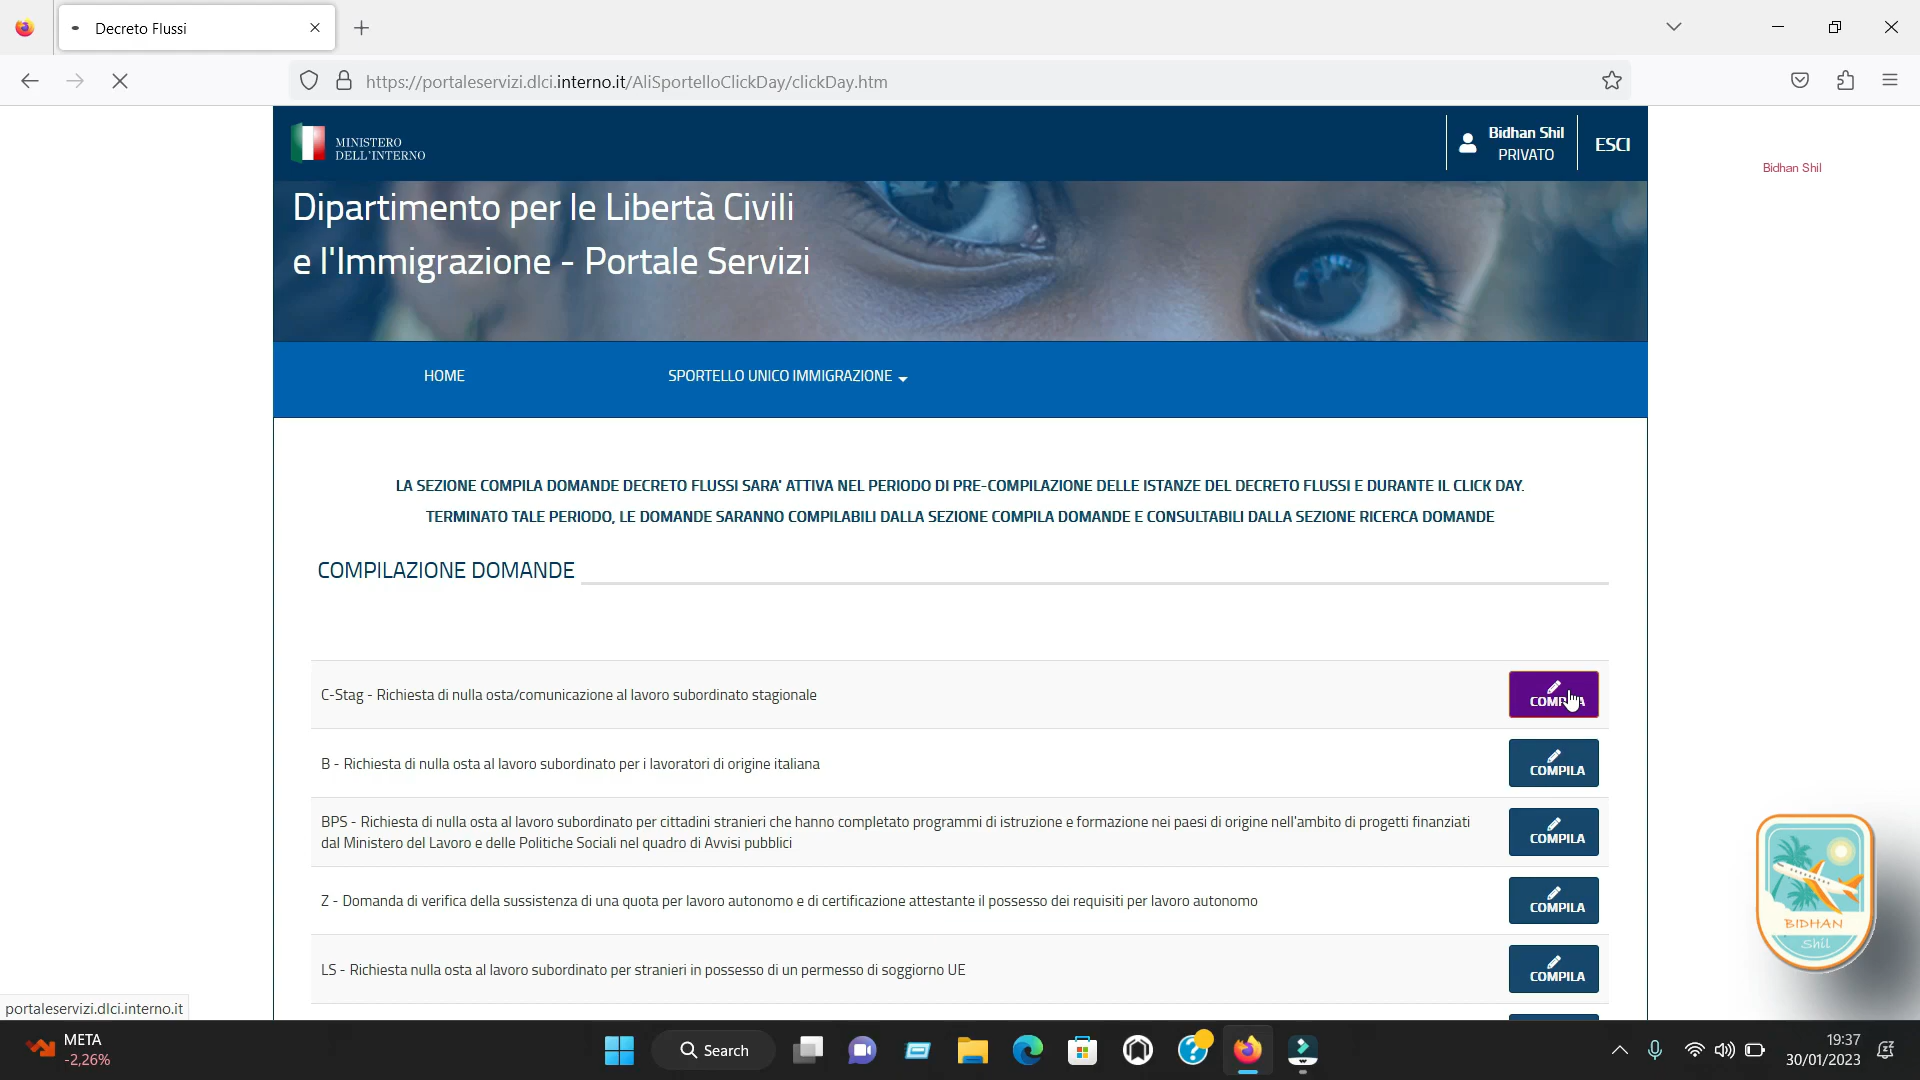 Decreto Flussi
https://portaleservizi.dlci.interno.it/AliSportelloClickDay/clickDay.htm
MINISTERO
DELL'INTERNO
Bidhan Shil
PRIVATO
ESCI
Bidhan Shil
Dipartimento per le Libertà Civili
e l'Immigrazione - Portale Servizi
HOME
SPORTELLO UNICO IMMIGRAZIONE
LA SEZIONE COMPILA DOMANDE DECRETO FLUSSI SARA' ATTIVA NEL PERIODO DI PRE-COMPILAZIONE DELLE ISTANZE DEL DECRETO FLUSSI E DURANTE IL CLICK DAY.
TERMINATO TALE PERIODO, LE DOMANDE SARANNO COMPILABILI DALLA SEZIONE COMPILA DOMANDE E CONSULTABILI DALLA SEZIONE RICERCA DOMANDE
COMPILAZIONE DOMANDE
C-Stag - Richiesta di nulla osta/comunicazione al lavoro subordinato stagionale
COMPILA
B - Richiesta di nulla osta al lavoro subordinato per i lavoratori di origine italiana
COMPILA
BPS - Richiesta di nulla osta al lavoro subordinato per cittadini stranieri che hanno completato programmi di istruzione e formazione nei paesi di origine nell'ambito di progetti finanziati
dal Ministero del Lavoro e delle Politiche Sociali nel quadro di Avvisi pubblici
COMPILA
Z - Domanda di verifica della sussistenza di una quota per lavoro autonomo e di certificazione attestante il possesso dei requisiti per lavoro autonomo
COMPILA
LS - Richiesta nulla osta al lavoro subordinato per stranieri in possesso di un permesso di soggiorno UE
COMPILA
BIDHAN
Shil
portaleservizi.dlci.interno.it
META
-2,26%
Search
19:37
30/01/2023